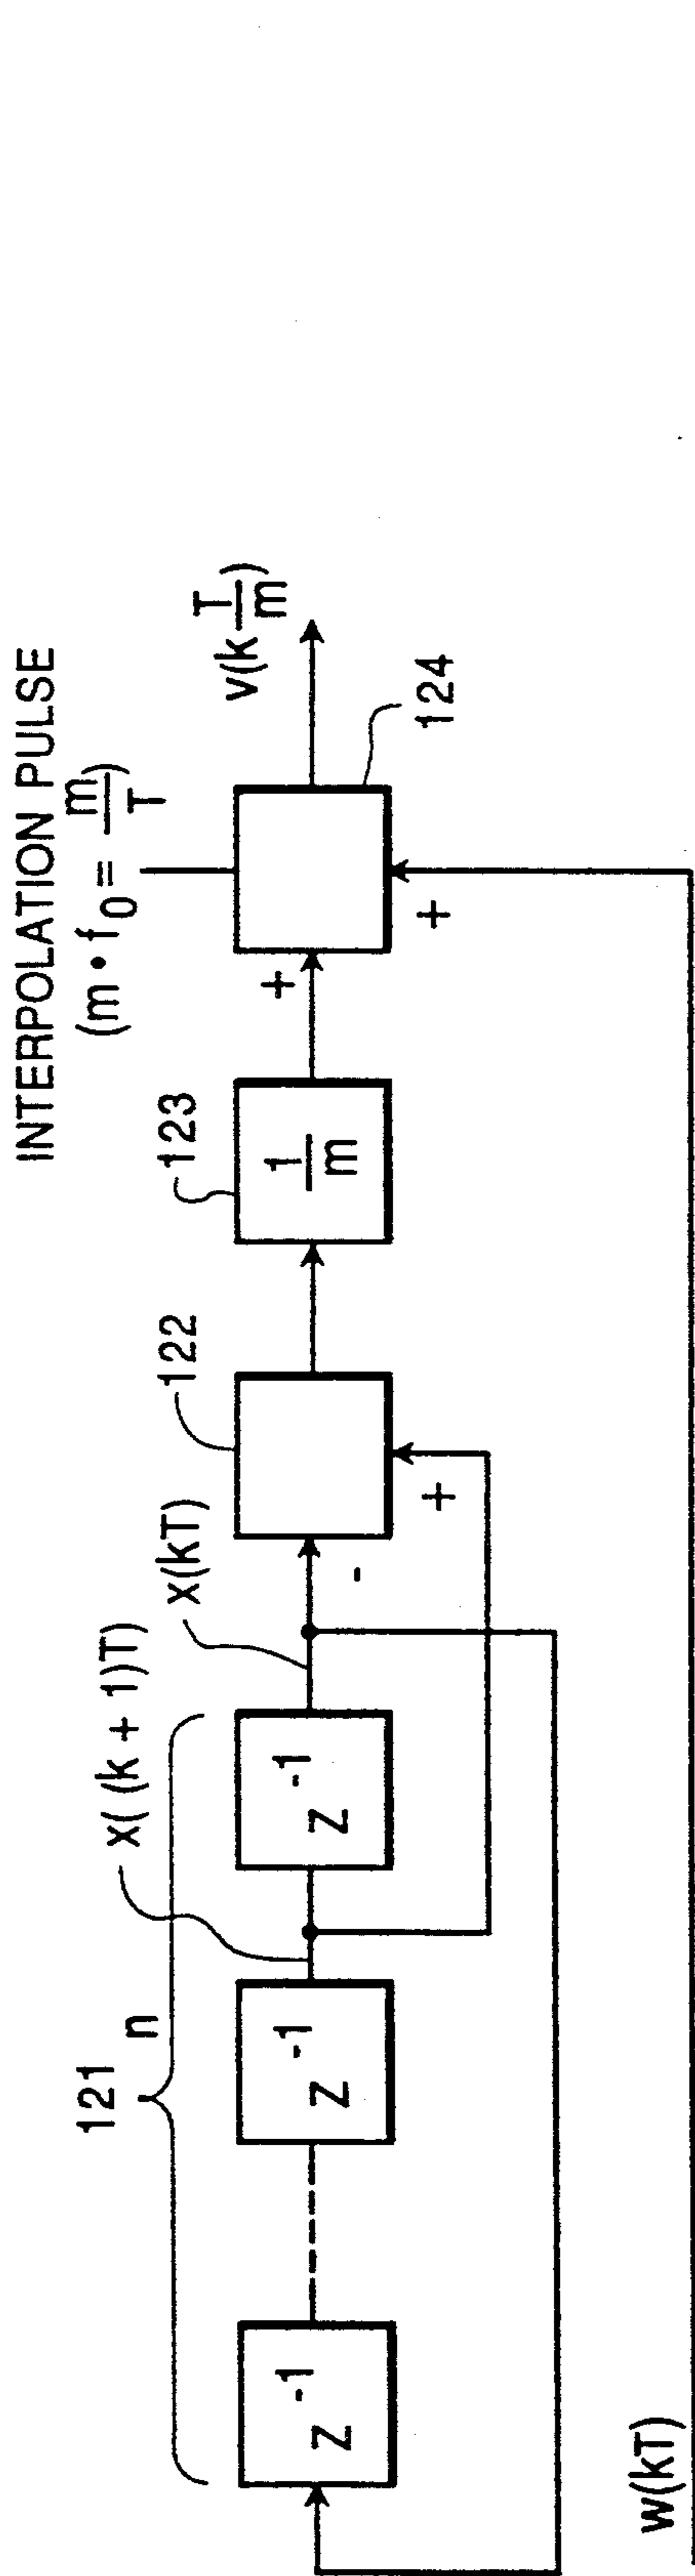 INTERPOLATION PULSE
(m • f₀ = m/T)
v(k T/m)
124
+
+
123
1/m
122
x(kT)
x( (k + 1)T)
-
+
121
n
z⁻¹
z⁻¹
z⁻¹
w(kT)